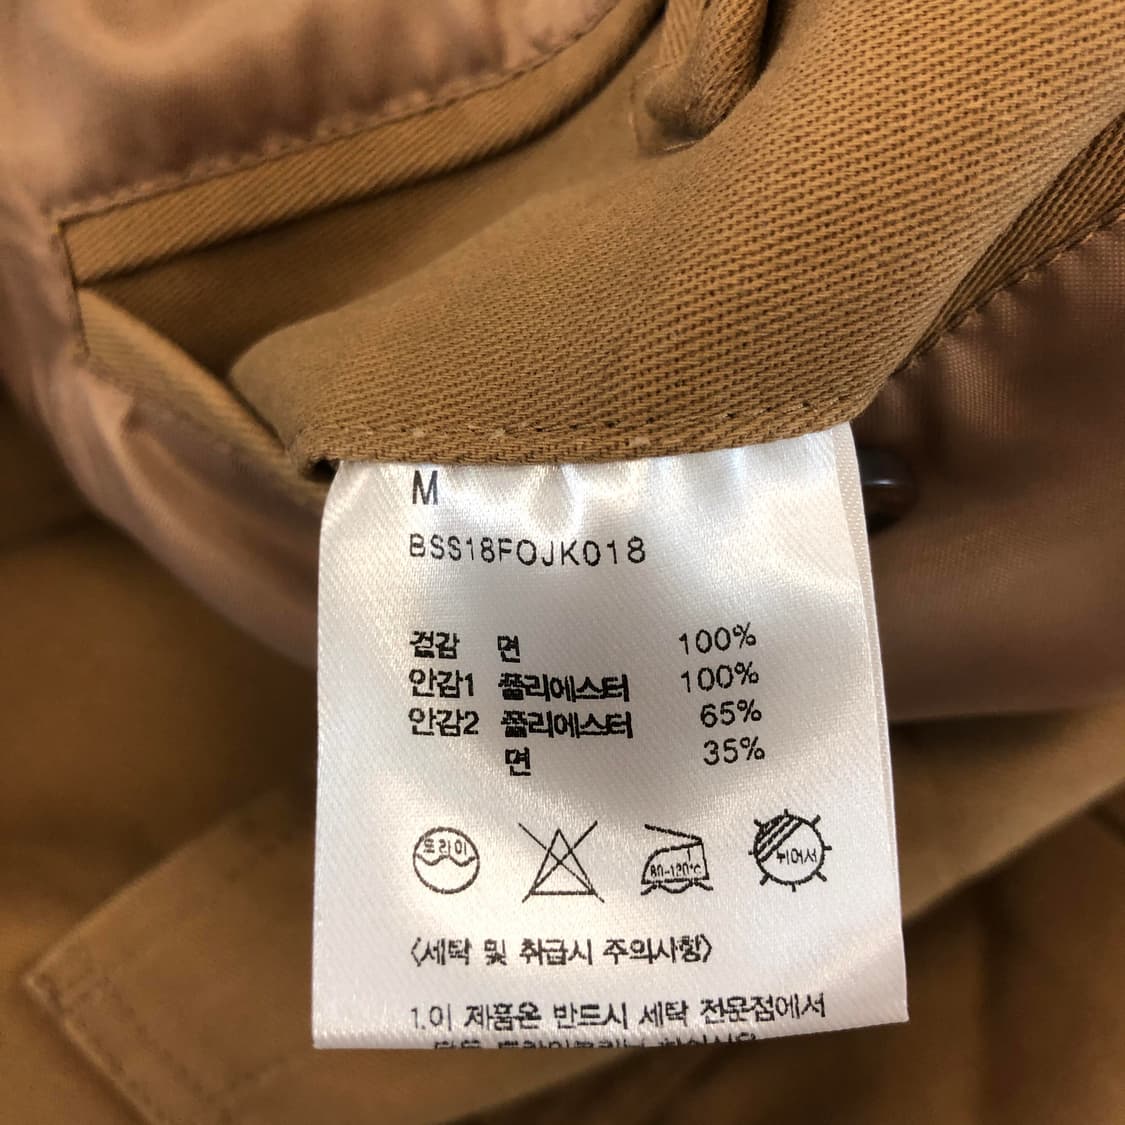 M
BSS18FOJK018
겉감 면 100%
안감1 폴리에스터 100%
안감2 폴리에스터 65%
면 35%
드라이
80-120℃
뉘어서
〈세탁 및 취급시 주의사항〉
1.이 제품은 반드시 세탁 전문점에서